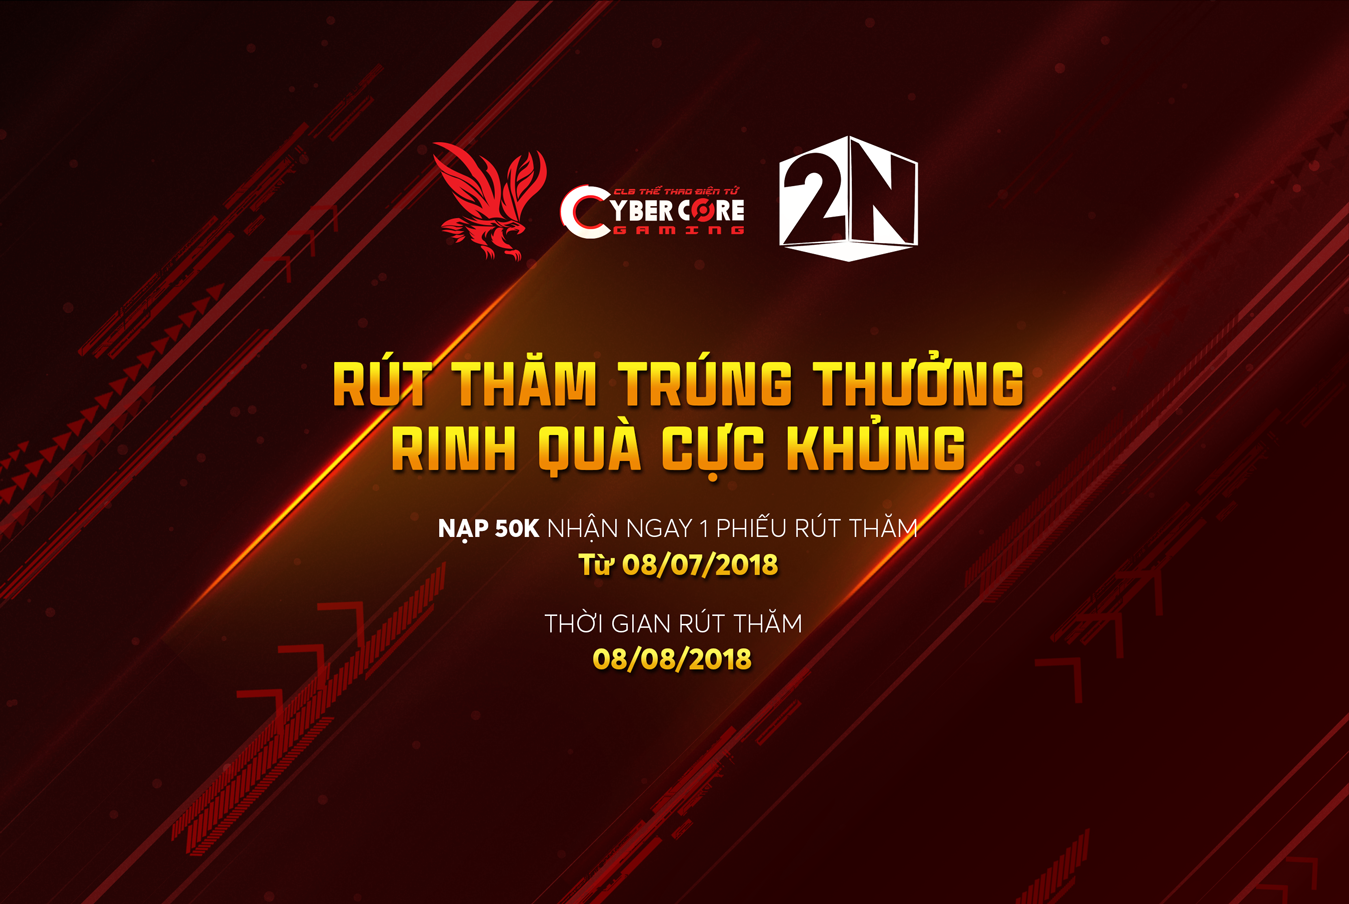 CLB THỂ THAO ĐIỆN TỬ
CYBER CORE
GAMING
2N
RÚT THĂM TRÚNG THƯỞNG
RINH QUÀ CỰC KHỦNG
NẠP 50K NHẬN NGAY 1 PHIẾU RÚT THĂM
Từ 08/07/2018
THỜI GIAN RÚT THĂM
08/08/2018